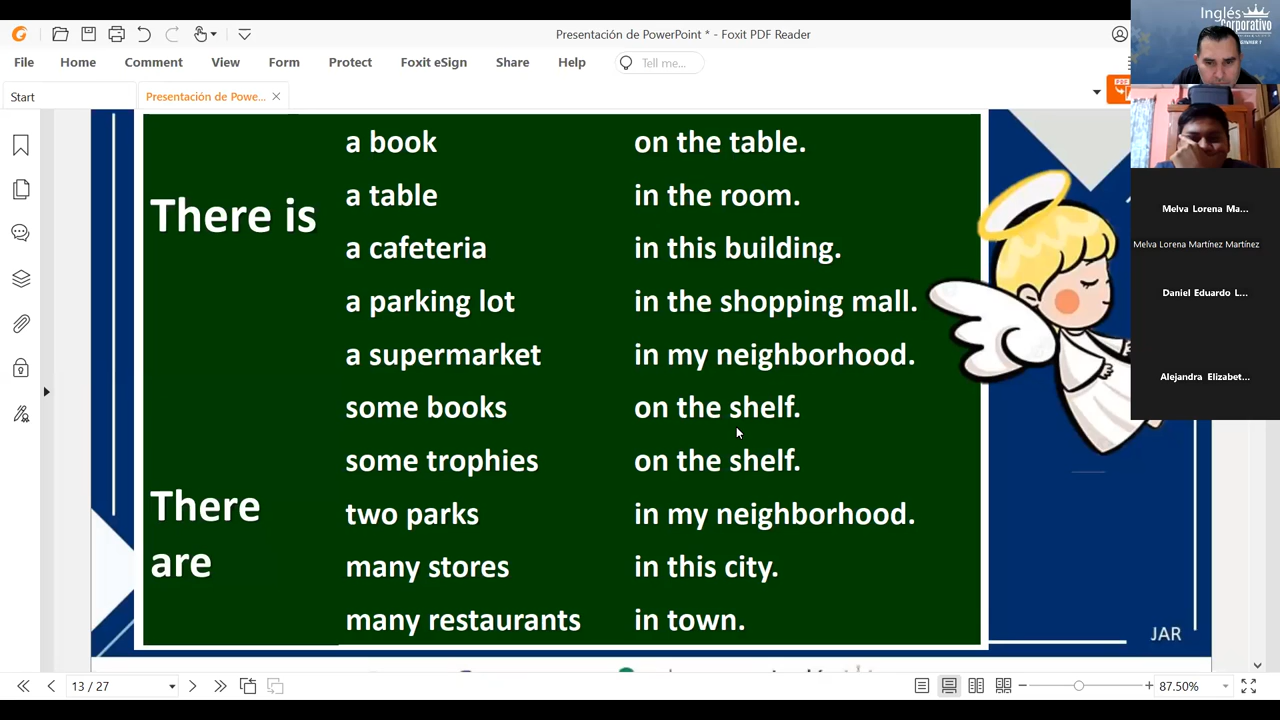 Presentación de PowerPoint * - Foxit PDF Reader
File Home Comment View Form Protect Foxit eSign Share Help Tell me...
Start Presentación de Powe...
There is
a book on the table.
a table in the room.
a cafeteria in this building.
a parking lot in the shopping mall.
a supermarket in my neighborhood.
There are
some books on the shelf.
some trophies on the shelf.
two parks in my neighborhood.
many stores in this city.
many restaurants in town.
JAR
Inglés
Corporativo
Melva Lorena Ma...
Melva Lorena Martínez Martínez
Daniel Eduardo L...
Alejandra Elizabet...
13 / 27
87.50%